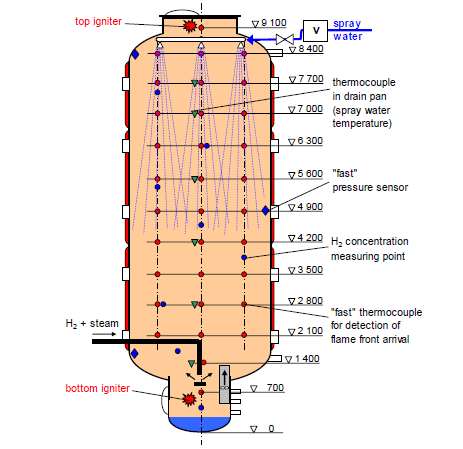 top igniter
9 100
V
spray
water
8 400
7 700
thermocouple
in drain pan
(spray water
temperature)
7 000
6 300
5 600
"fast"
pressure sensor
4 900
4 200
H₂ concentration
measuring point
3 500
2 800
"fast" thermocouple
for detection of
flame front arrival
H₂ + steam
2 100
1 400
bottom igniter
700
0